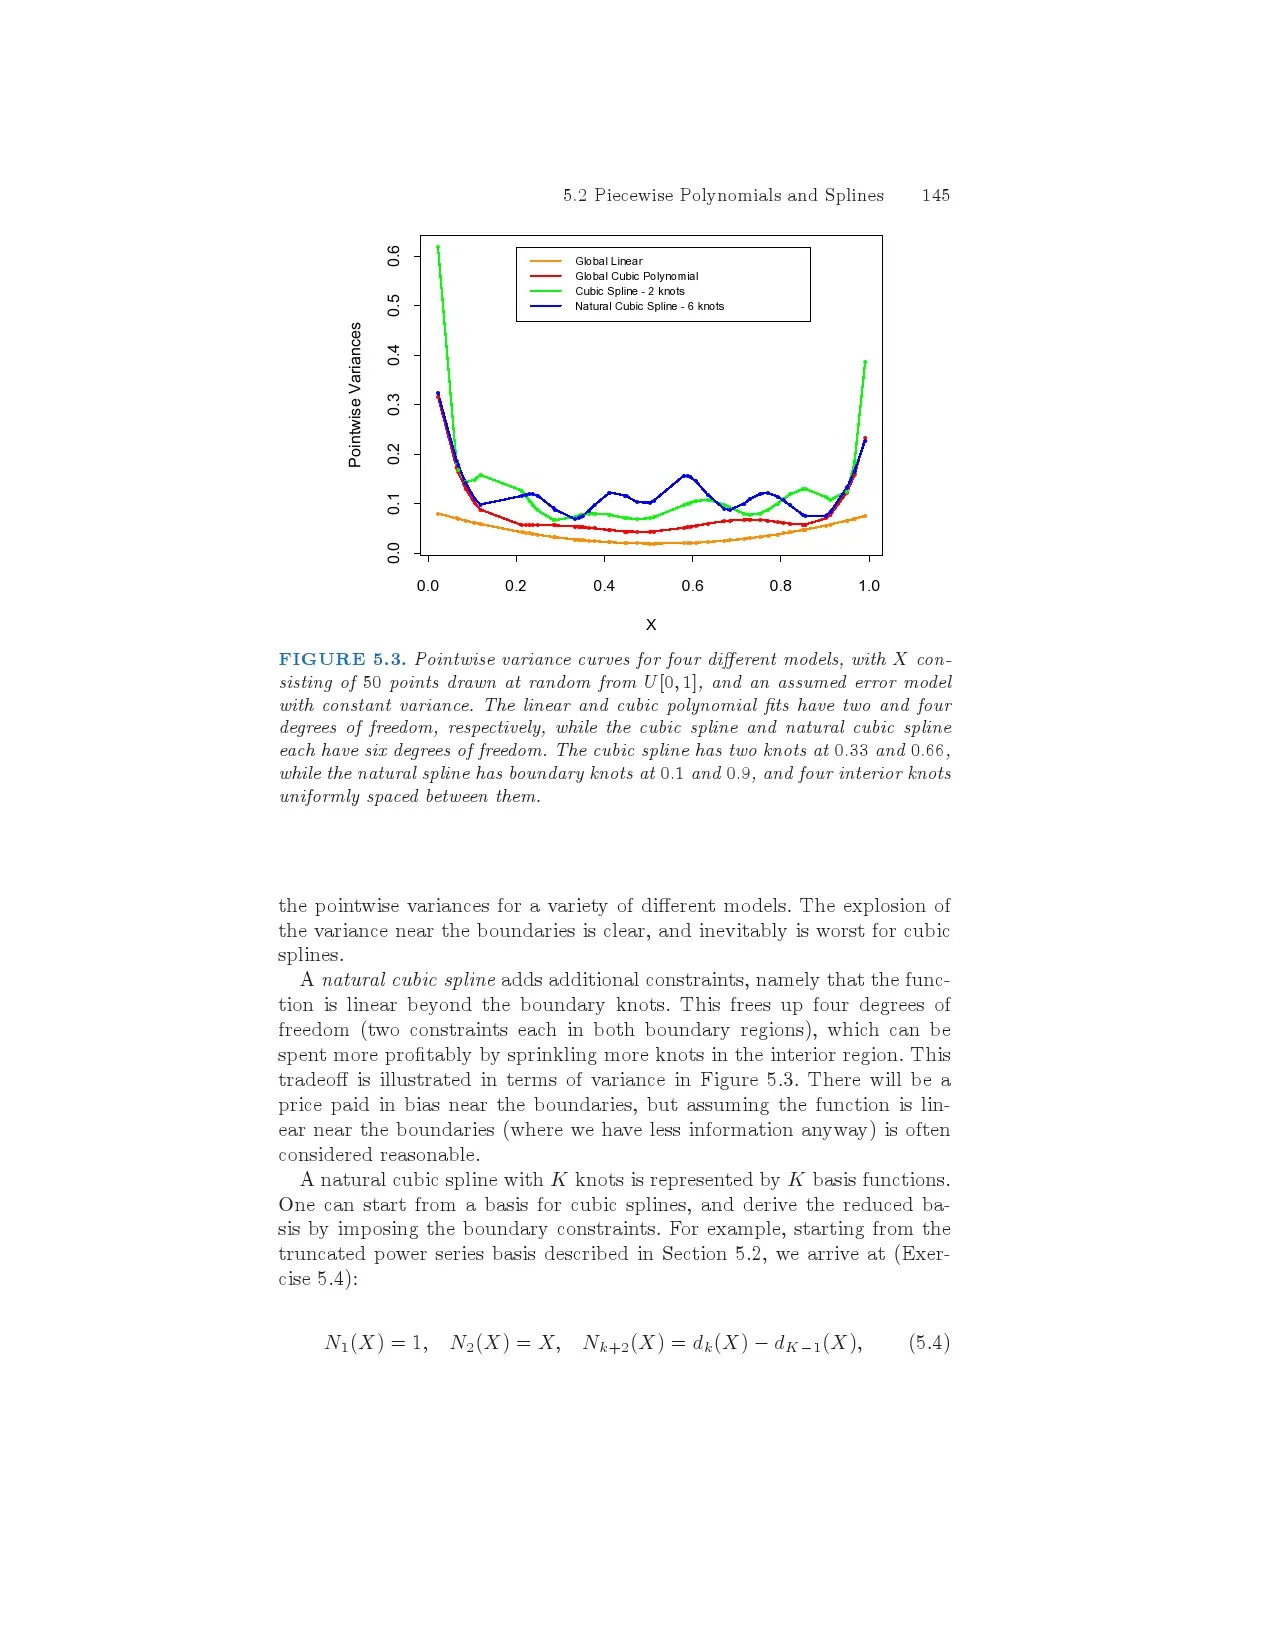 5.2 Piecewise Polynomials and Splines 145
0.0 0.1 0.2 0.3 0.4 0.5 0.6
Pointwise Variances
Global Linear
Global Cubic Polynomial
Cubic Spline - 2 knots
Natural Cubic Spline - 6 knots
0.0 0.2 0.4 0.6 0.8 1.0
X
FIGURE 5.3. Pointwise variance curves for four different models, with X con-
sisting of 50 points drawn at random from U[0, 1], and an assumed error model
with constant variance. The linear and cubic polynomial fits have two and four
degrees of freedom, respectively, while the cubic spline and natural cubic spline
each have six degrees of freedom. The cubic spline has two knots at 0.33 and 0.66,
while the natural spline has boundary knots at 0.1 and 0.9, and four interior knots
uniformly spaced between them.
the pointwise variances for a variety of different models. The explosion of
the variance near the boundaries is clear, and inevitably is worst for cubic
splines.
A natural cubic spline adds additional constraints, namely that the func-
tion is linear beyond the boundary knots. This frees up four degrees of
freedom (two constraints each in both boundary regions), which can be
spent more profitably by sprinkling more knots in the interior region. This
tradeoff is illustrated in terms of variance in Figure 5.3. There will be a
price paid in bias near the boundaries, but assuming the function is lin-
ear near the boundaries (where we have less information anyway) is often
considered reasonable.
A natural cubic spline with K knots is represented by K basis functions.
One can start from a basis for cubic splines, and derive the reduced ba-
sis by imposing the boundary constraints. For example, starting from the
truncated power series basis described in Section 5.2, we arrive at (Exer-
cise 5.4):
N₁(X) = 1, N₂(X) = X, Nₖ₊₂(X) = dₖ(X) − d_{K−1}(X), (5.4)